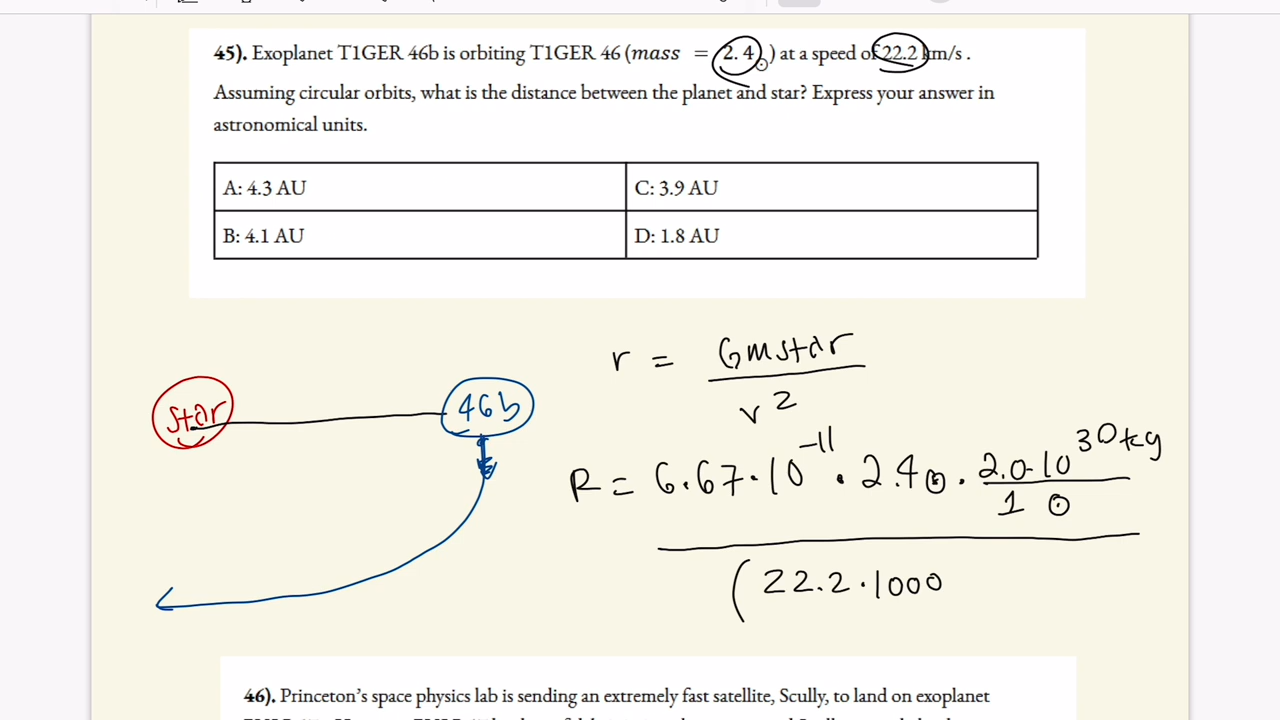 45). Exoplanet T1GER 46b is orbiting T1GER 46 (mass = 2.4⊙) at a speed of 22.2 km/s .
Assuming circular orbits, what is the distance between the planet and star? Express your answer in
astronomical units.
A: 4.3 AU
C: 3.9 AU
B: 4.1 AU
D: 1.8 AU
r = Gmstar / v²
star
46b
R = 6.67·10⁻¹¹ · 2.4⊙ · 2.0·10³⁰kg / 1⊙
(22.2·1000
46). Princeton's space physics lab is sending an extremely fast satellite, Scully, to land on exoplanet